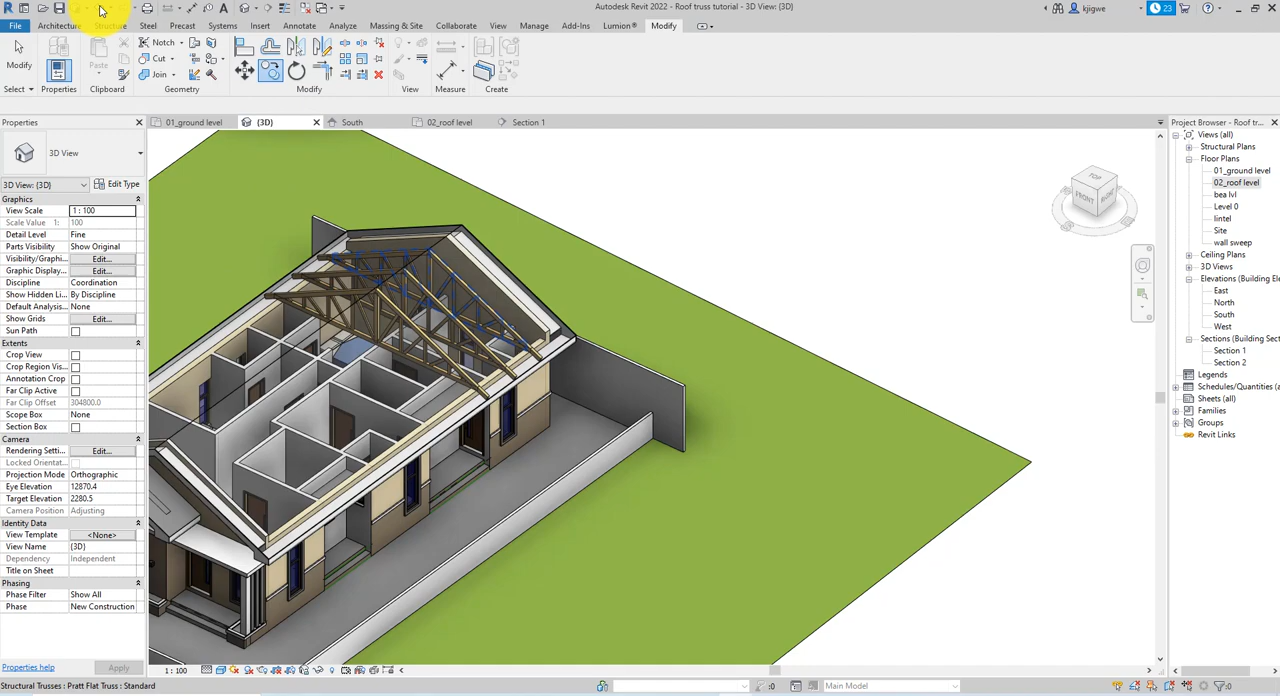 Autodesk Revit 2022 - Roof truss tutorial - 3D View: {3D}
kjigwe
23
File Architecture Structure Steel Precast Systems Insert Annotate Analyze Massing & Site Collaborate View Manage Add-Ins Lumion® Modify
Modify
Paste
Notch
Cut
Join
Select Properties Clipboard Geometry Modify View Measure Create
Properties
01_ground level
{3D}
South
02_roof level
Section 1
Project Browser - Roof tr...
3D View
3D View: {3D}
Edit Type
Graphics
View Scale 1 : 100
Scale Value 1: 100
Detail Level Fine
Parts Visibility Show Original
Visibility/Graphi... Edit...
Graphic Display... Edit...
Discipline Coordination
Show Hidden Li... By Discipline
Default Analysis... None
Show Grids Edit...
Sun Path
Extents
Crop View
Crop Region Vis...
Annotation Crop
Far Clip Active
Far Clip Offset 304800.0
Scope Box None
Section Box
Camera
Rendering Setti... Edit...
Locked Orientat...
Projection Mode Orthographic
Eye Elevation 12870.4
Target Elevation 2280.5
Camera Position Adjusting
Identity Data
View Template <None>
View Name {3D}
Dependency Independent
Title on Sheet
Phasing
Phase Filter Show All
Phase New Construction
Properties help
Apply
TOP
FRONT
RIGHT
Views (all)
Structural Plans
Floor Plans
01_ground level
02_roof level
bea lvl
Level 0
lintel
Site
wall sweep
Ceiling Plans
3D Views
Elevations (Building Ele
East
North
South
West
Sections (Building Sect
Section 1
Section 2
Legends
Schedules/Quantities (a
Sheets (all)
Families
Groups
Revit Links
1 : 100
Structural Trusses : Pratt Flat Truss : Standard
:0
Main Model
:0